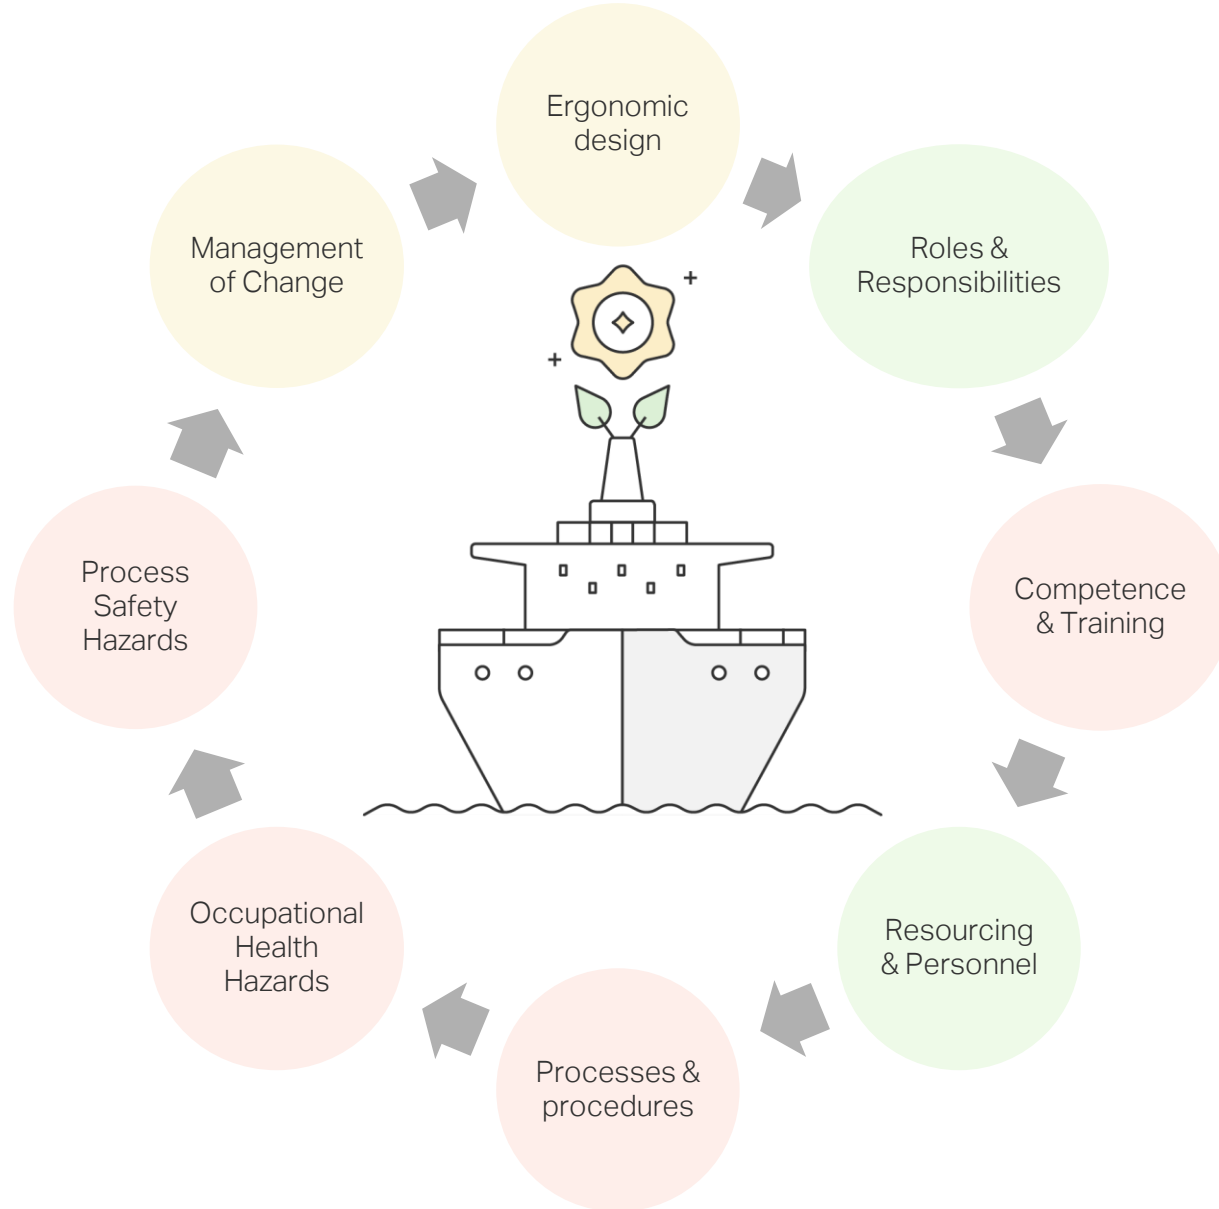 Ergonomic
design
Roles &
Responsibilities
Competence
& Training
Resourcing
& Personnel
Processes &
procedures
Occupational
Health
Hazards
Process
Safety
Hazards
Management
of Change